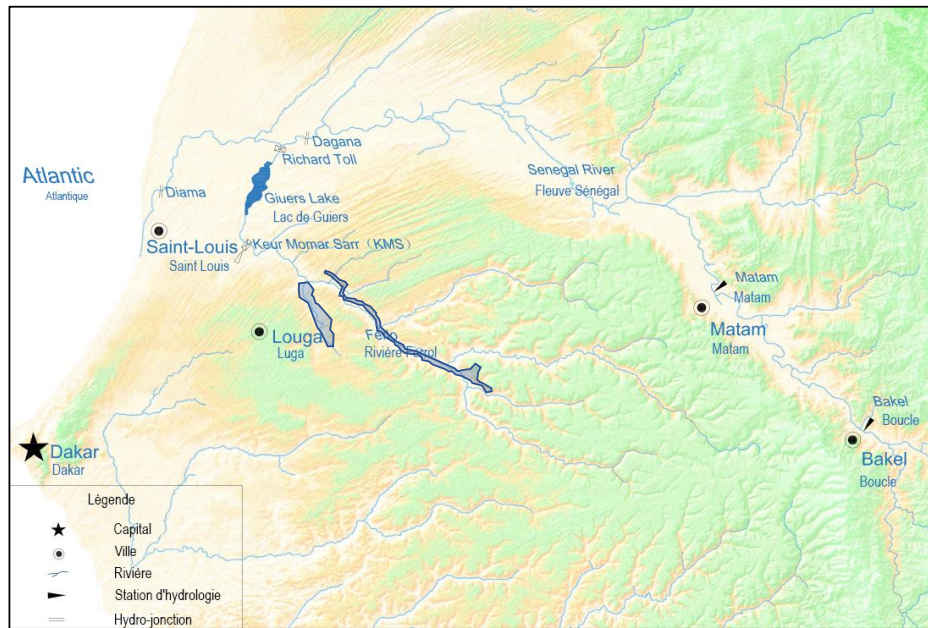 Dagana
Richard Toll
Atlantic
Atlantique
Diama
Giuers Lake
Lac de Guiers
Senegal River
Fleuve Sénégal
Saint-Louis
Saint Louis
Keur Momar Sarr（KMS）
Matam
Matam
Matam
Matam
Louga
Luga
Ferlo
Rivière Ferrol
Bakel
Boucle
Bakel
Boucle
Dakar
Dakar
Légende
Capital
Ville
Rivière
Station d'hydrologie
Hydro-jonction